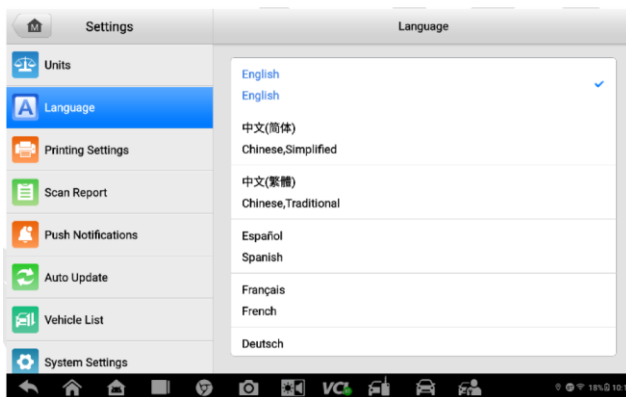 Settings
Language
Units
Language
Printing Settings
Scan Report
Push Notifications
Auto Update
Vehicle List
System Settings
English
English
中文(简体)
Chinese,Simplified
中文(繁體)
Chinese,Traditional
Español
Spanish
Français
French
Deutsch
VCI
18%